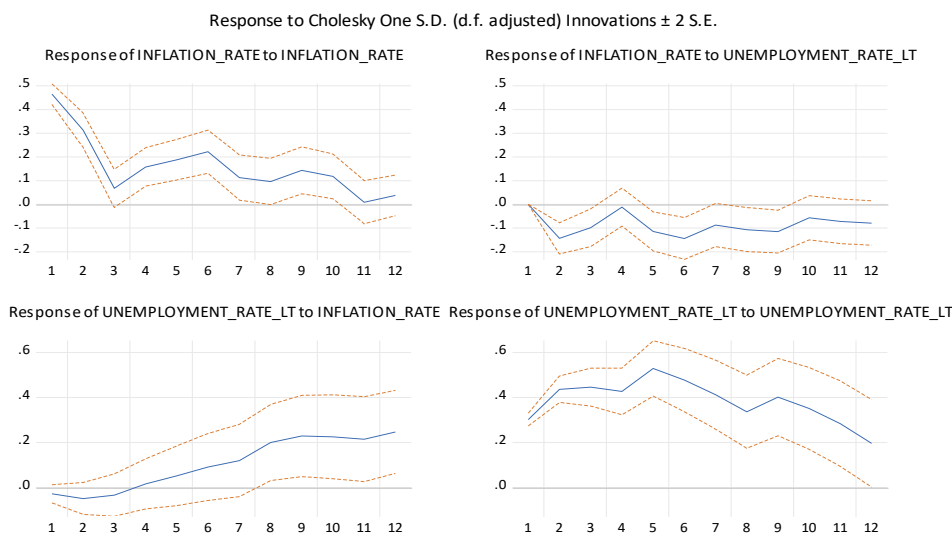 Response to Cholesky One S.D. (d.f. adjusted) Innovations ± 2 S.E.
Response of INFLATION_RATE to INFLATION_RATE
.5
.4
.3
.2
.1
.0
-.1
-.2
1 2 3 4 5 6 7 8 9 10 11 12
Response of INFLATION_RATE to UNEMPLOYMENT_RATE_LT
.5
.4
.3
.2
.1
.0
-.1
-.2
1 2 3 4 5 6 7 8 9 10 11 12
Response of UNEMPLOYMENT_RATE_LT to INFLATION_RATE
.6
.4
.2
.0
1 2 3 4 5 6 7 8 9 10 11 12
Response of UNEMPLOYMENT_RATE_LT to UNEMPLOYMENT_RATE_LT
.6
.4
.2
.0
1 2 3 4 5 6 7 8 9 10 11 12